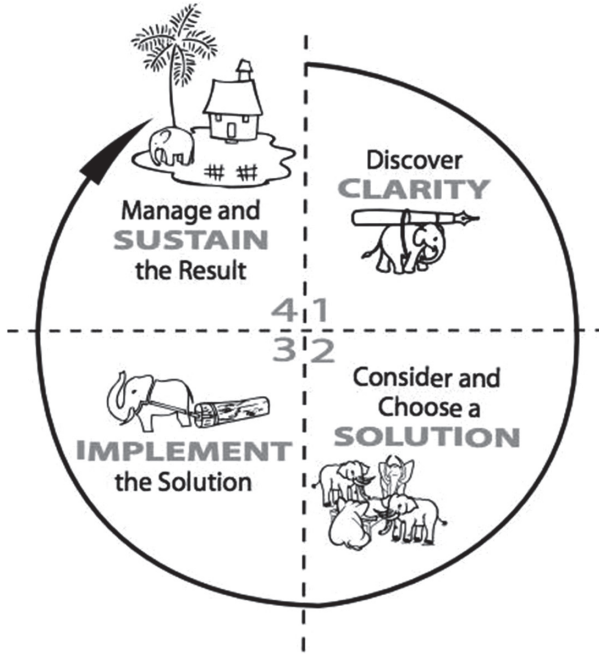 Discover
CLARITY
Manage and
SUSTAIN
the Result
4 1
3 2
Consider and
Choose a
SOLUTION
IMPLEMENT
the Solution